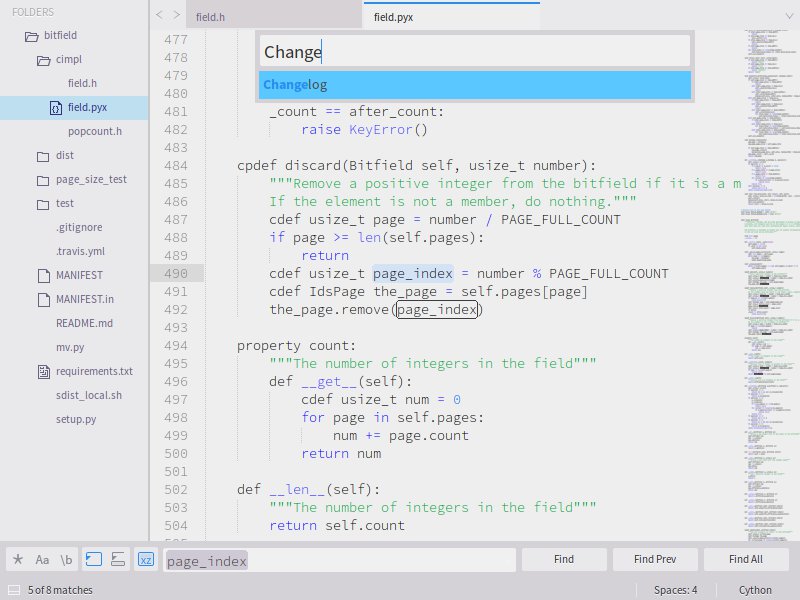 FOLDERS
bitfield
cimpl
field.h
field.pyx
popcount.h
dist
page_size_test
test
.gitignore
.travis.yml
MANIFEST
MANIFEST.in
README.md
mv.py
requirements.txt
sdist_local.sh
setup.py
field.h
field.pyx
Change
Changelog
477
478
479
480
481 _count == after_count:
482 raise KeyError()
483
484 cpdef discard(Bitfield self, usize_t number):
485 """Remove a positive integer from the bitfield if it is a m
486 If the element is not a member, do nothing."""
487 cdef usize_t page = number / PAGE_FULL_COUNT
488 if page >= len(self.pages):
489 return
490 cdef usize_t page_index = number % PAGE_FULL_COUNT
491 cdef IdsPage the_page = self.pages[page]
492 the_page.remove(page_index)
493
494 property count:
495 """The number of integers in the field"""
496 def __get__(self):
497 cdef usize_t num = 0
498 for page in self.pages:
499 num += page.count
500 return num
501
502 def __len__(self):
503 """The number of integers in the field"""
504 return self.count
* Aa \b xz page_index Find Find Prev Find All
5 of 8 matches Spaces: 4 Cython